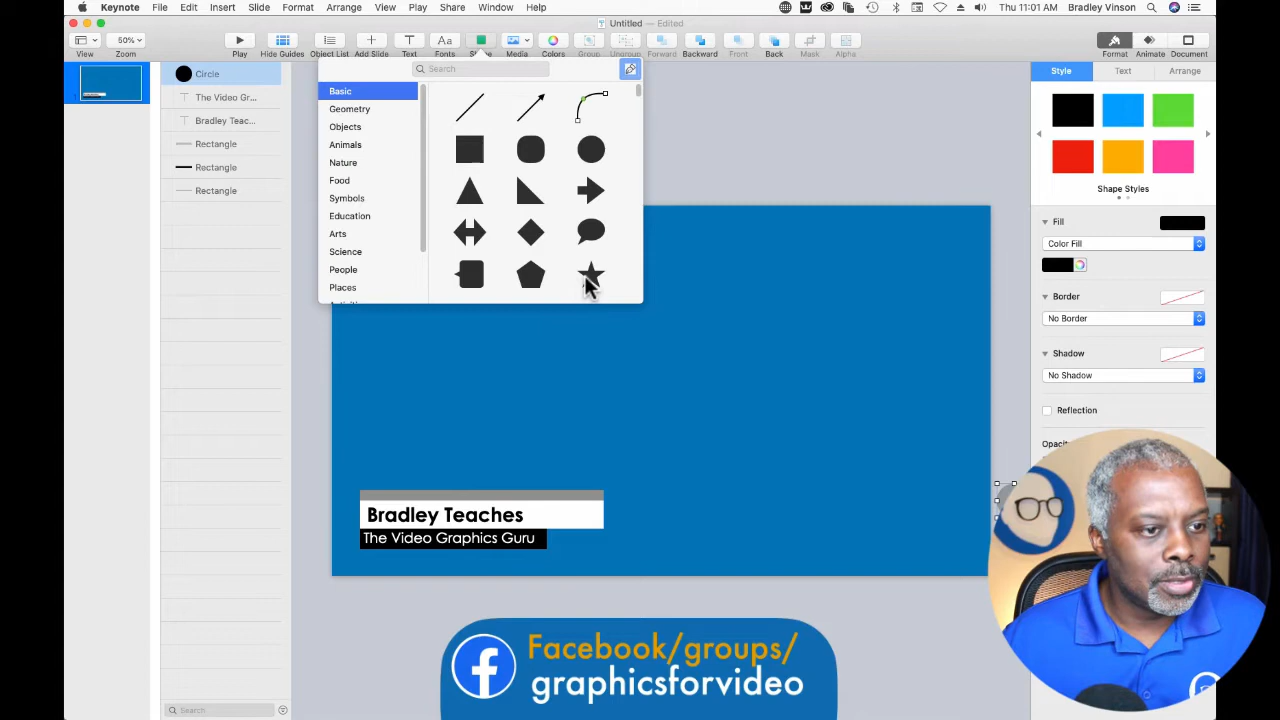 Keynote File Edit Insert Slide Format Arrange View Play Share Window Help
Thu 11:01 AM Bradley Vinson
Untitled — Edited
50%
View Zoom Play Hide Guides Object List Add Slide Text Fonts Media Colors Group Ungroup Forward Backward Front Back Mask Alpha Format Animate Document
Search
Style Text Arrange
Circle
The Video Gr...
Bradley Teac...
Rectangle
Rectangle
Rectangle
Basic
Geometry
Objects
Animals
Nature
Food
Symbols
Education
Arts
Science
People
Places
Shape Styles
Fill
Color Fill
Border
No Border
Shadow
No Shadow
Reflection
Bradley Teaches
The Video Graphics Guru
Facebook/groups/
graphicsforvideo
Search